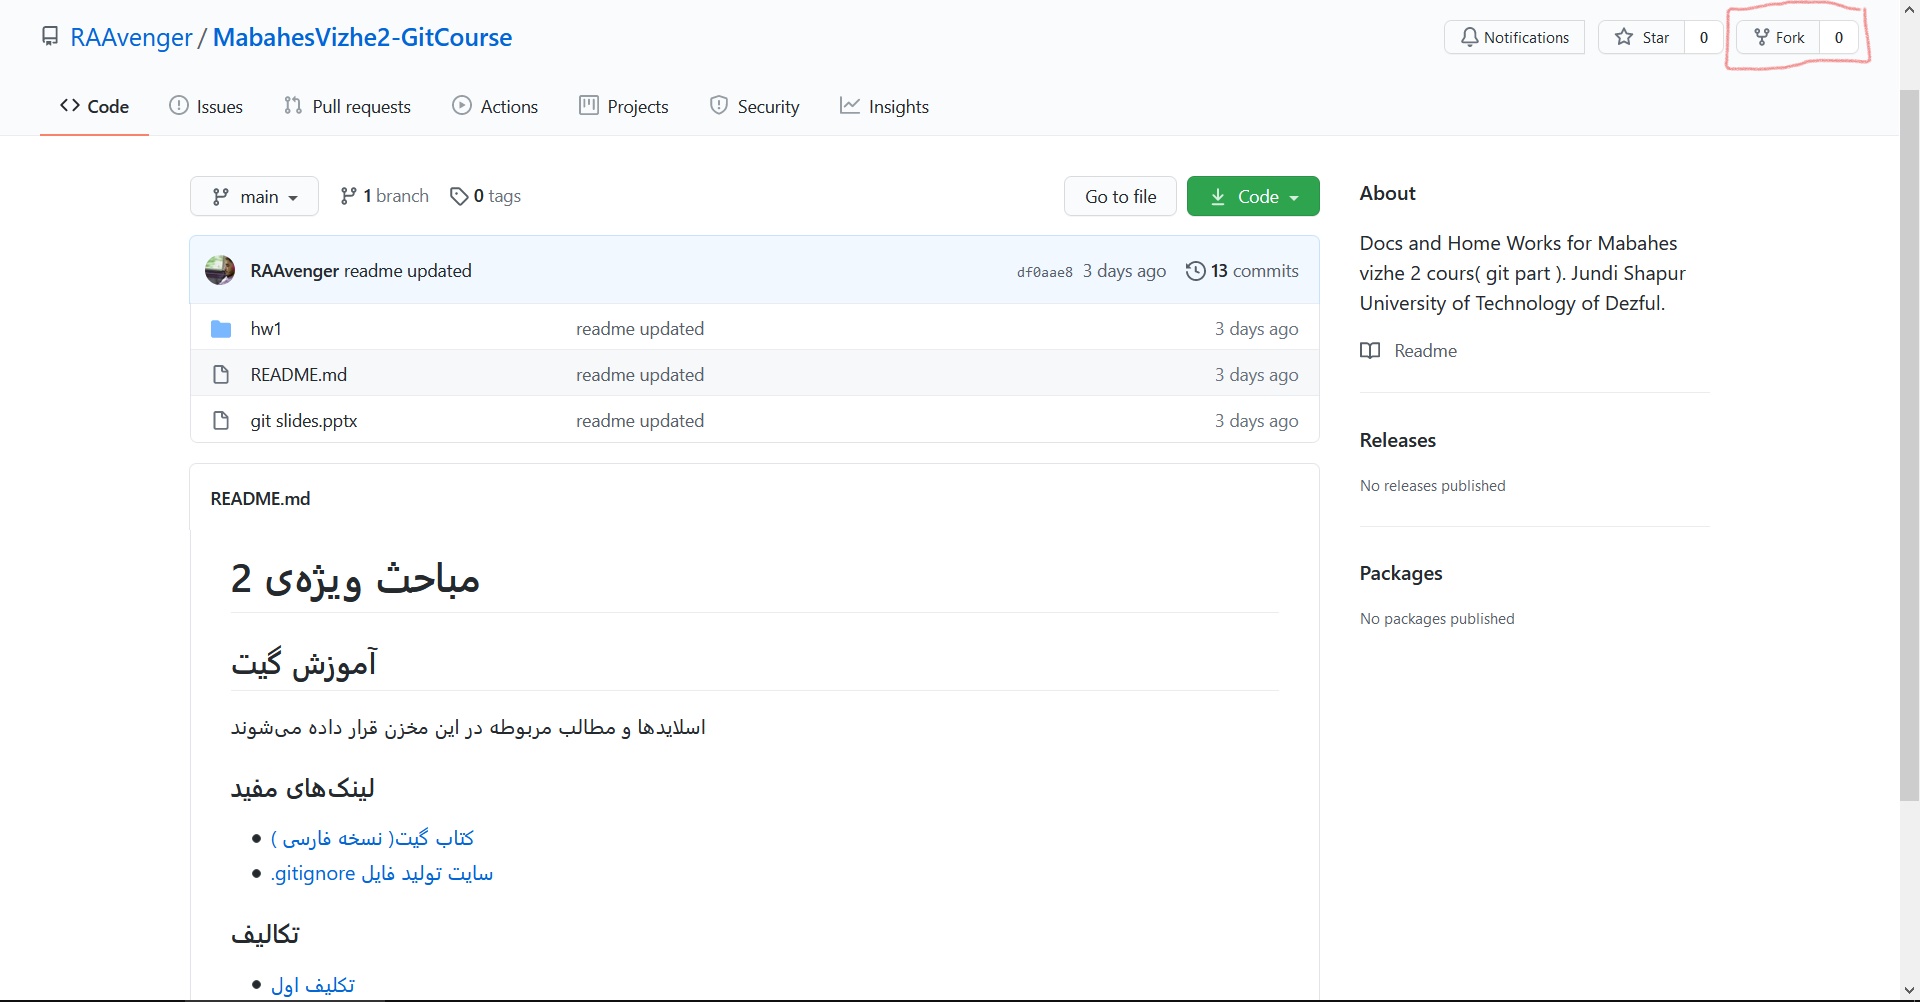 RAAvenger / MabahesVizhe2-GitCourse
Notifications
Star 0
Fork 0
Code
Issues
Pull requests
Actions
Projects
Security
Insights
main
1 branch
0 tags
Go to file
Code
RAAvenger readme updated
df0aae8 3 days ago
13 commits
hw1 readme updated 3 days ago
README.md readme updated 3 days ago
git slides.pptx readme updated 3 days ago
README.md
مباحث ویژه‌ی 2
آموزش گیت
اسلایدها و مطالب مربوطه در این مخزن قرار داده می‌شوند
لینک‌های مفید
کتاب گیت( نسخه فارسی )
سایت تولید فایل gitignore.
تکالیف
تکلیف اول
About
Docs and Home Works for Mabahes
vizhe 2 cours( git part ). Jundi Shapur
University of Technology of Dezful.
Readme
Releases
No releases published
Packages
No packages published